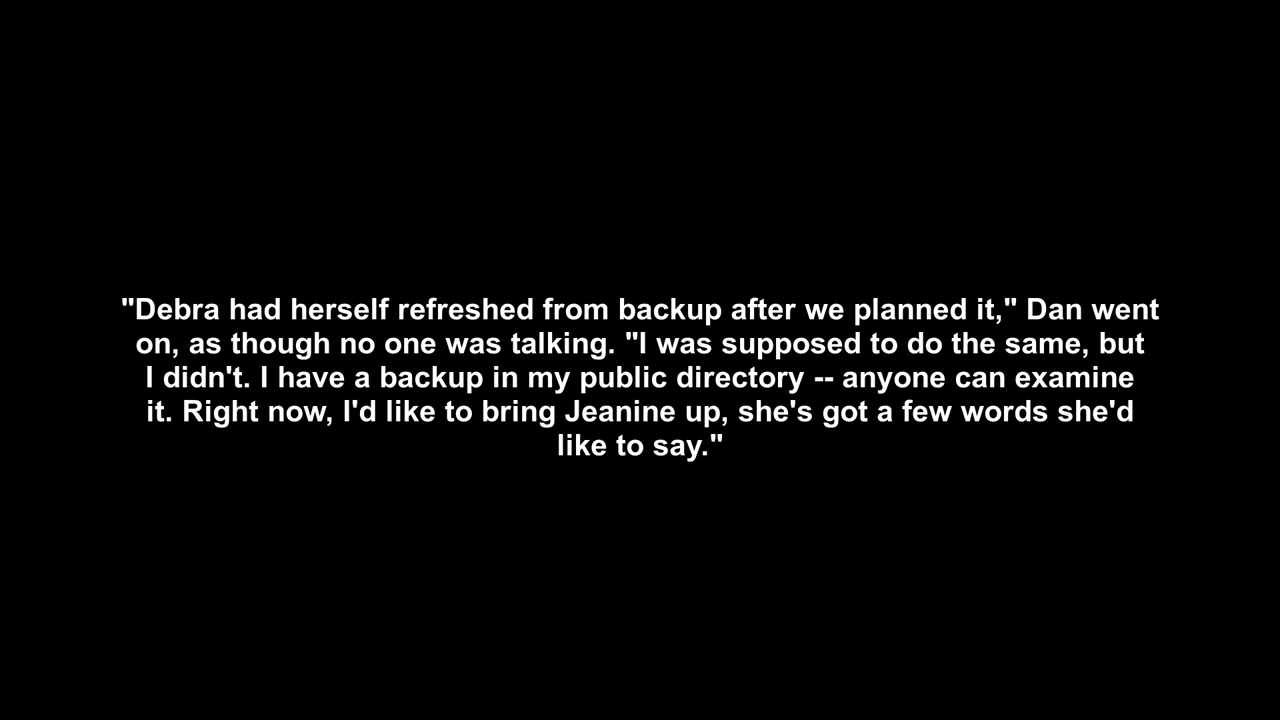 "Debra had herself refreshed from backup after we planned it," Dan went
on, as though no one was talking. "I was supposed to do the same, but
I didn't. I have a backup in my public directory -- anyone can examine
it. Right now, I'd like to bring Jeanine up, she's got a few words she'd
like to say."